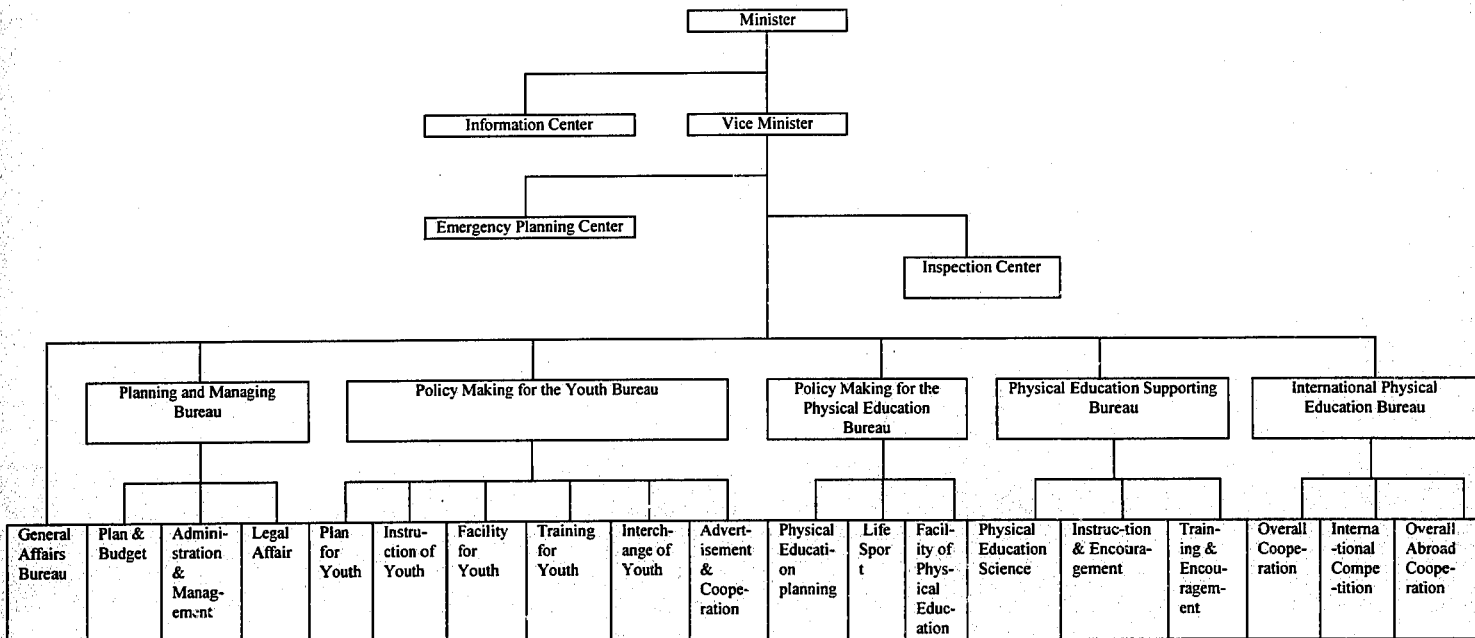 Minister
Information Center
Vice Minister
Emergency Planning Center
Inspection Center
Planning and Managing
Bureau
Policy Making for the Youth Bureau
Policy Making for the
Physical Education
Bureau
Physical Education Supporting
Bureau
International Physical
Education Bureau
General
Affairs
Bureau
Plan &
Budget
Admini-
stration
&
Manag-
ement
Legal
Affair
Plan
for
Youth
Instru-
ction of
Youth
Facility
for
Youth
Training
for
Youth
Interch-
ange of
Youth
Advert-
isement
&
Coope-
ration
Physical
Educati-
on
planning
Life
Spor
t
Facil-
ity of
Phys-
ical
Educ-
ation
Physical
Education
Science
Instruc-tion
& Encoura-
gement
Train-
ing &
Encou-
ragem-
ent
Overall
Coope-
ration
Interna
-tional
Compe
-tition
Overall
Abroad
Coope-
ration